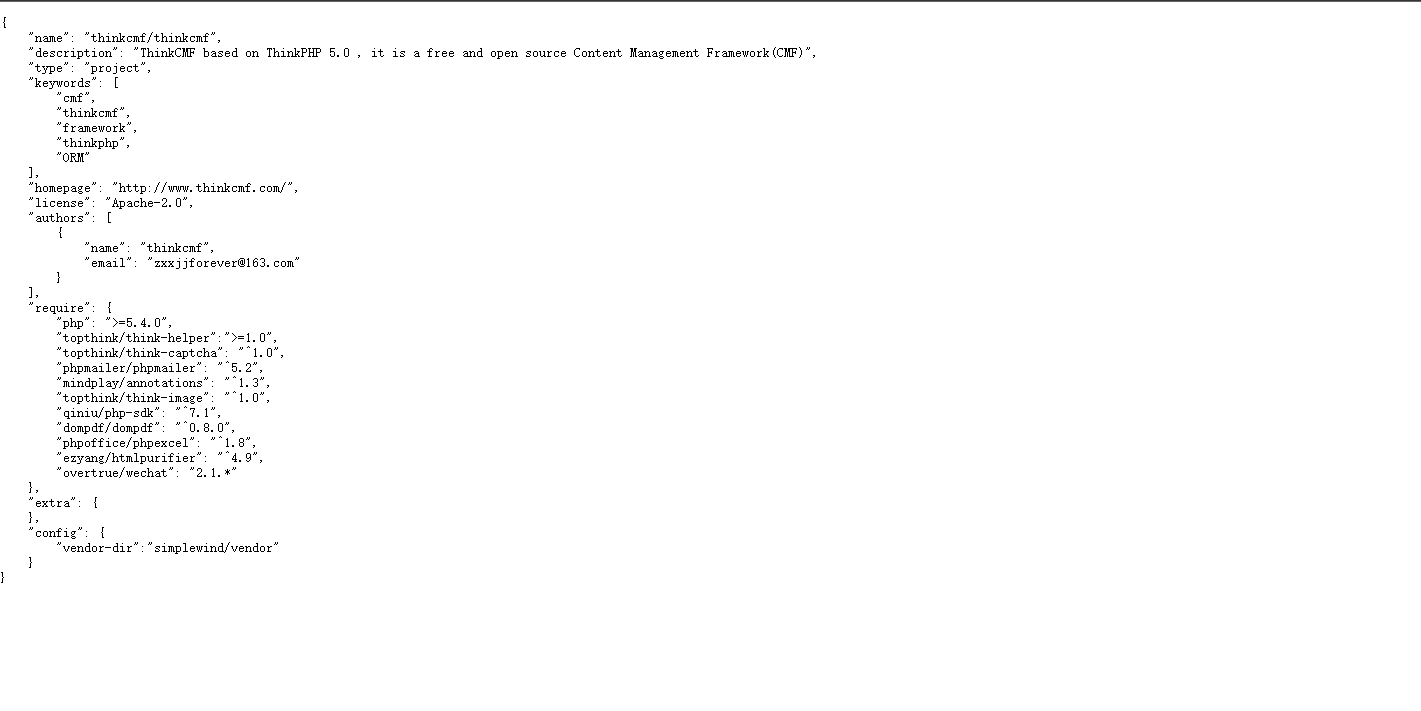 {
    "name": "thinkcmf/thinkcmf",
    "description": "ThinkCMF based on ThinkPHP 5.0 , it is a free and open source Content Management Framework(CMF)",
    "type": "project",
    "keywords": [
        "cmf",
        "thinkcmf",
        "framework",
        "thinkphp",
        "ORM"
    ],
    "homepage": "http://www.thinkcmf.com/",
    "license": "Apache-2.0",
    "authors": [
        {
            "name": "thinkcmf",
            "email": "zxxjjforever@163.com"
        }
    ],
    "require": {
        "php": ">=5.4.0",
        "topthink/think-helper":">=1.0",
        "topthink/think-captcha": "^1.0",
        "phpmailer/phpmailer": "^5.2",
        "mindplay/annotations": "^1.3",
        "topthink/think-image": "^1.0",
        "qiniu/php-sdk": "^7.1",
        "dompdf/dompdf": "^0.8.0",
        "phpoffice/phpexcel": "^1.8",
        "ezyang/htmlpurifier": "^4.9",
        "overtrue/wechat": "2.1.*"
    },
    "extra": {
    },
    "config": {
        "vendor-dir":"simplewind/vendor"
    }
}